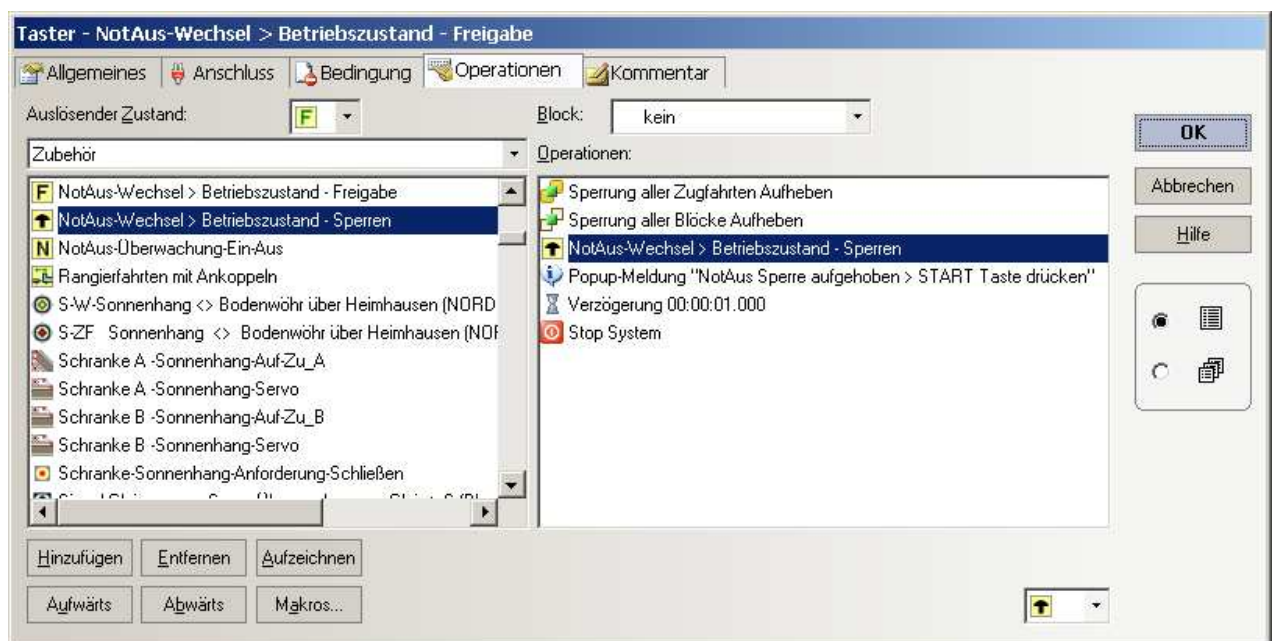 Taster - NotAus-Wechsel > Betriebszustand - Freigabe
Allgemeines Anschluss Bedingung Operationen Kommentar
Auslösender Zustand: F
Block: kein
Zubehör
Operationen:
F NotAus-Wechsel > Betriebszustand - Freigabe
NotAus-Wechsel > Betriebszustand - Sperren
N NotAus-Überwachung-Ein-Aus
Rangierfahrten mit Ankoppeln
S-W-Sonnenhang <> Bodenwöhr über Heimhausen (NORD
S-ZF Sonnenhang <> Bodenwöhr über Heimhausen (NOR
Schranke A -Sonnenhang-Auf-Zu_A
Schranke A -Sonnenhang-Servo
Schranke B -Sonnenhang-Auf-Zu_B
Schranke B -Sonnenhang-Servo
Schranke-Sonnenhang-Anforderung-Schließen
Sperrung aller Zugfahrten Aufheben
Sperrung aller Blöcke Aufheben
NotAus-Wechsel > Betriebszustand - Sperren
Popup-Meldung "NotAus Sperre aufgehoben > START Taste drücken"
Verzögerung 00:00:01.000
Stop System
OK
Abbrechen
Hilfe
Hinzufügen Entfernen Aufzeichnen
Aufwärts Abwärts Makros...